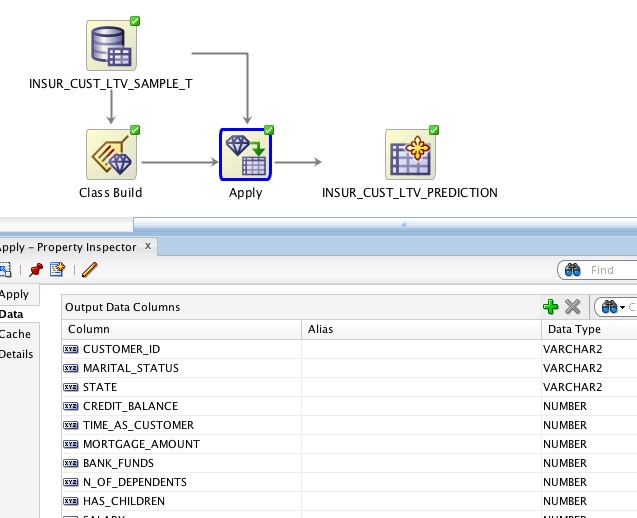 INSUR_CUST_LTV_SAMPLE_T
Class Build
Apply
INSUR_CUST_LTV_PREDICTION
Apply – Property Inspector x
Find
Apply
Data
Cache
Details
Output Data Columns
Column Alias Data Type
CUSTOMER_ID VARCHAR2
MARITAL_STATUS VARCHAR2
STATE VARCHAR2
CREDIT_BALANCE NUMBER
TIME_AS_CUSTOMER NUMBER
MORTGAGE_AMOUNT NUMBER
BANK_FUNDS NUMBER
N_OF_DEPENDENTS NUMBER
HAS_CHILDREN NUMBER